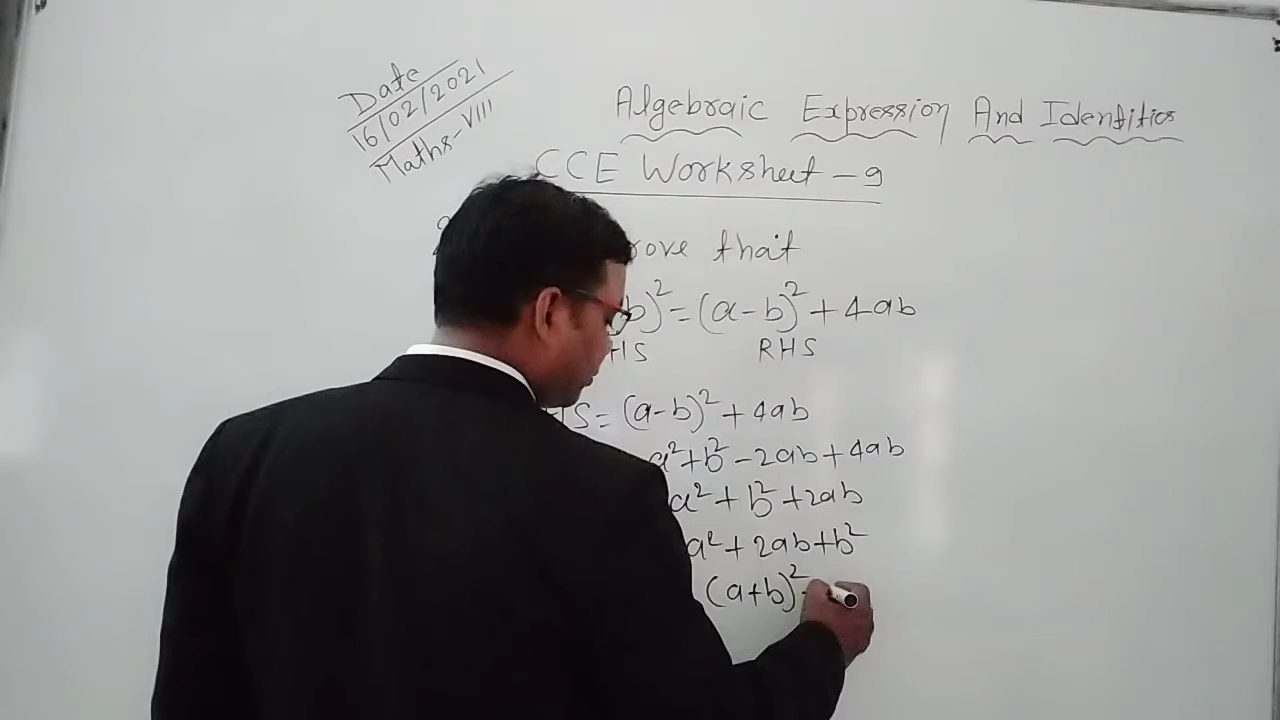 Date
16/02/2021
Maths-VIII
Algebraic Expression And Identities
CCE Worksheet - 9
that
b)² = (a-b)² + 4ab
RHS
S = (a-b)² + 4ab
a² + b² - 2ab + 4ab
a² + b² + 2ab
a² + 2ab + b²
(a+b)²